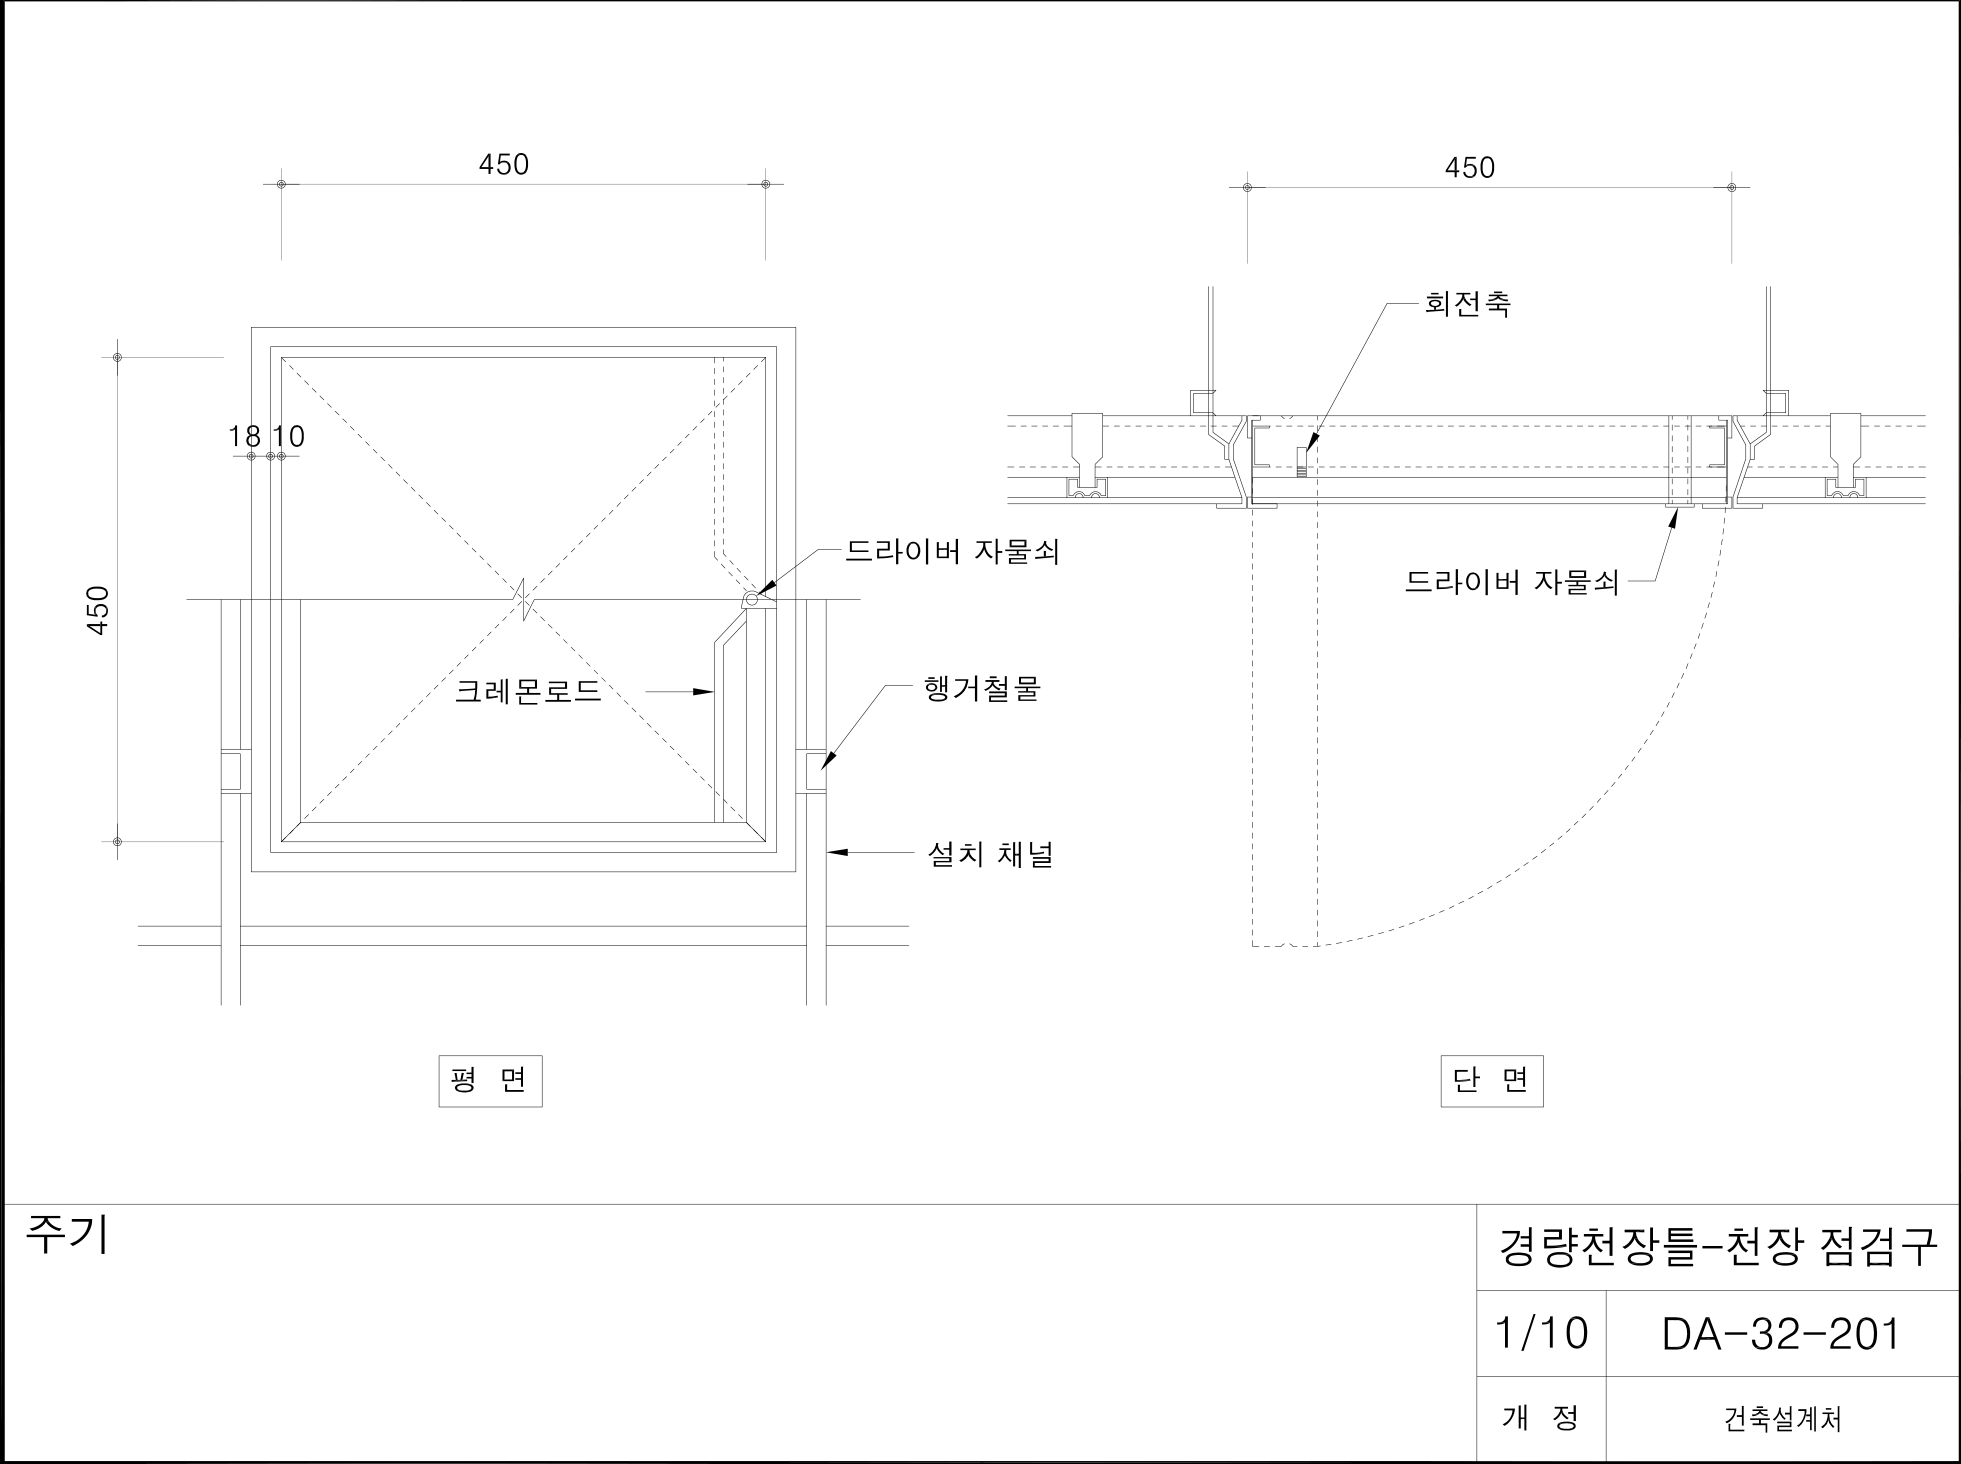 450
450
회전축
18 10
드라이버 자물쇠
드라이버 자물쇠
450
크레몬로드
행거철물
설치 채널
평 면
단 면
주기
경량천장틀-천장 점검구
1/10
DA-32-201
개 정
건축설계처